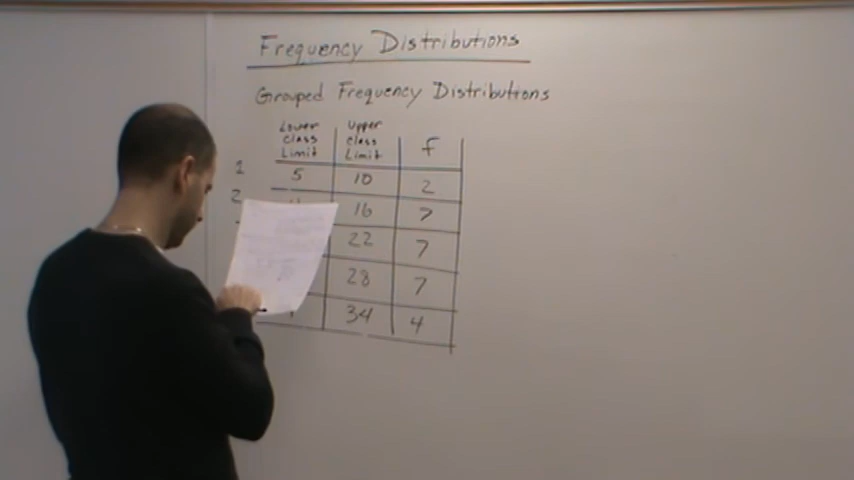 Frequency Distributions
Grouped Frequency Distributions
Lower Class Limit Upper Class Limit f
1 5 10 2
2 16 7
22 7
28 7
34 4